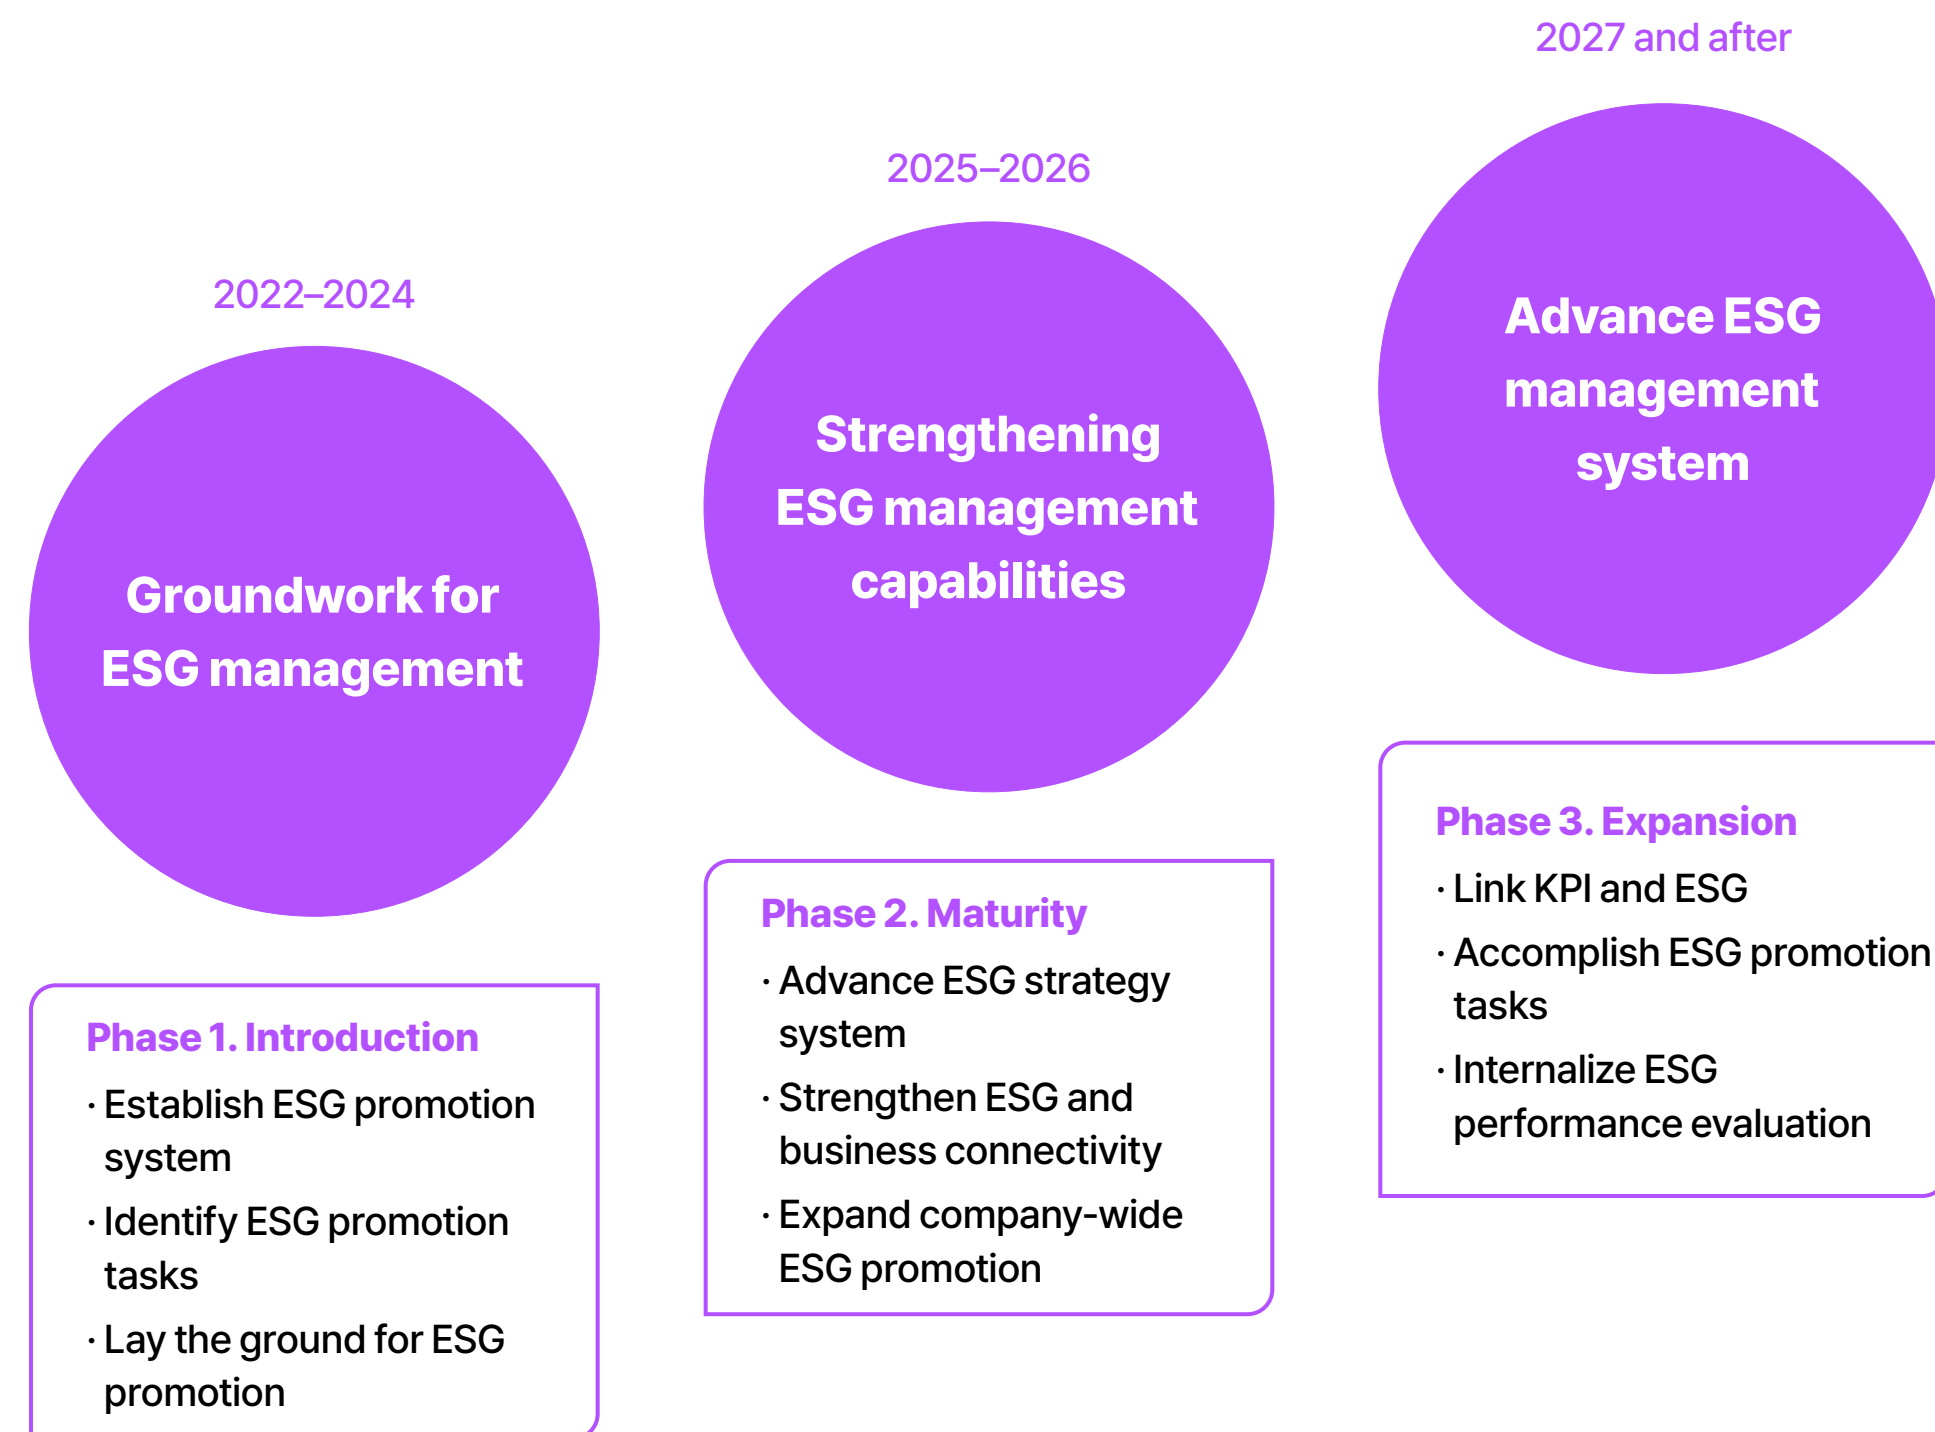 2022–2024
Groundwork for
ESG management
Phase 1. Introduction
· Establish ESG promotion
system
· Identify ESG promotion
tasks
· Lay the ground for ESG
promotion
2025–2026
Strengthening
ESG management
capabilities
Phase 2. Maturity
· Advance ESG strategy
system
· Strengthen ESG and
business connectivity
· Expand company-wide
ESG promotion
2027 and after
Advance ESG
management
system
Phase 3. Expansion
· Link KPI and ESG
· Accomplish ESG promotion
tasks
· Internalize ESG
performance evaluation